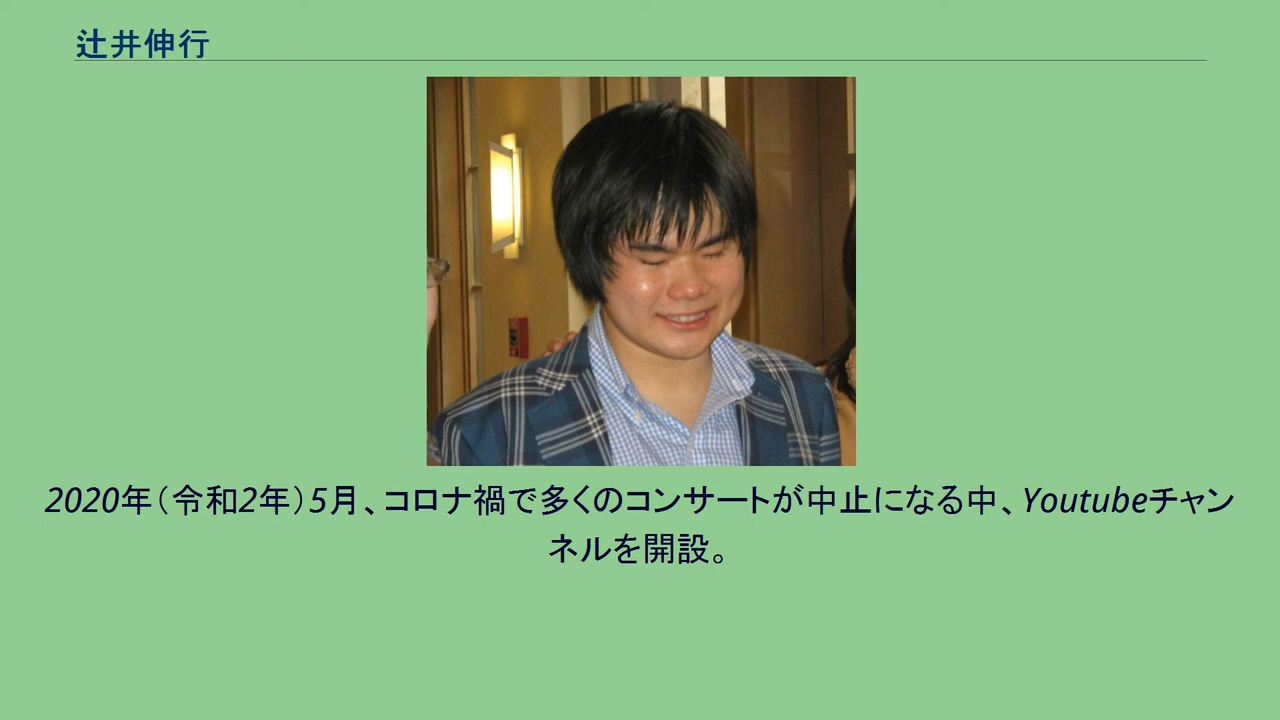 辻井伸行
2020年（令和2年）5月、コロナ禍で多くのコンサートが中止になる中、Youtubeチャン
ネルを開設。